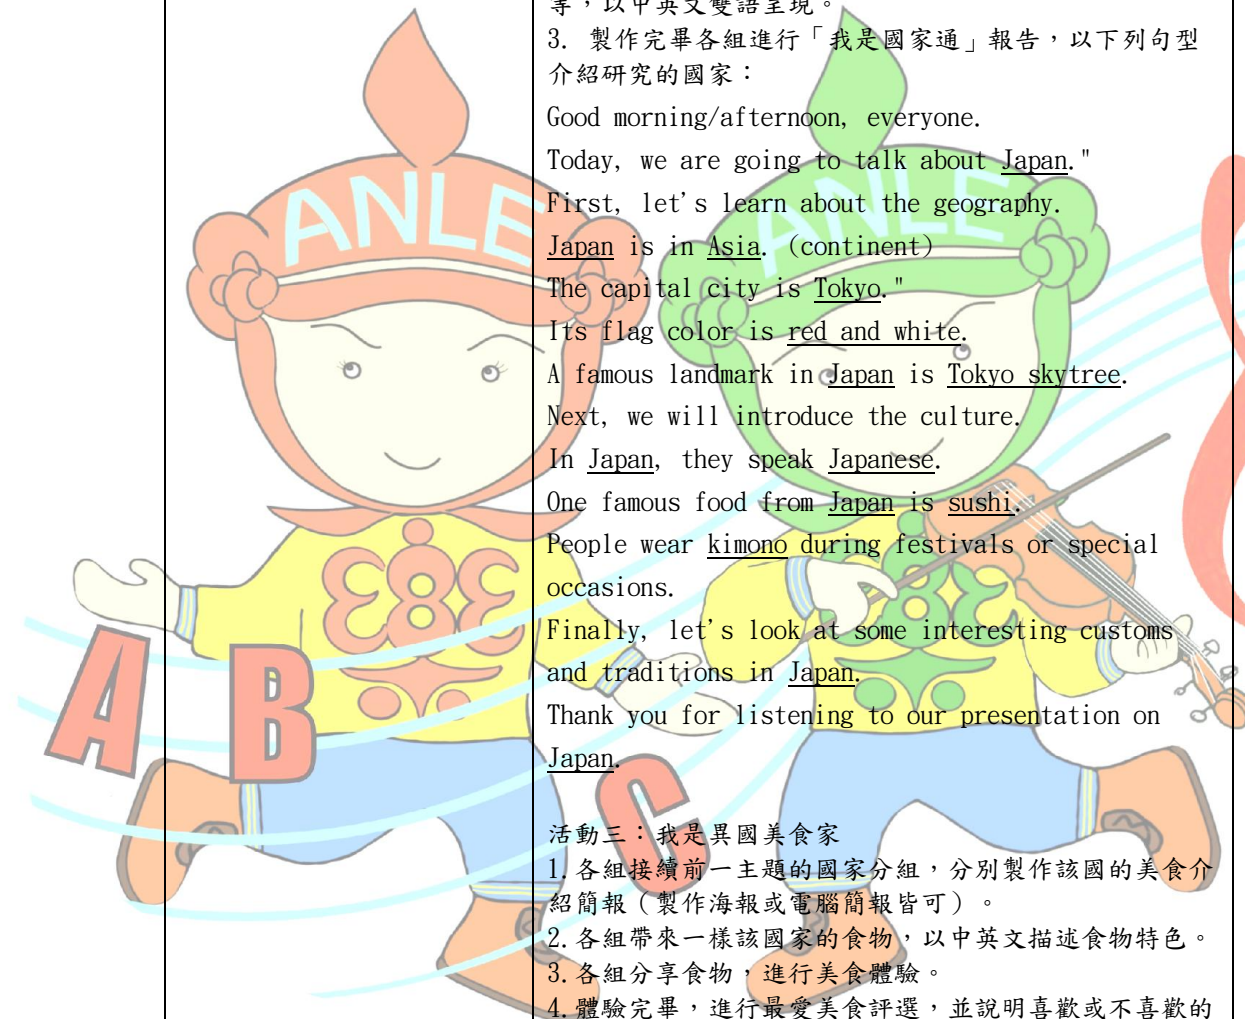 等，以中英文雙語呈現。
3. 製作完畢各組進行「我是國家通」報告，以下列句型
介紹研究的國家：
Good morning/afternoon, everyone.
Today, we are going to talk about Japan."
First, let's learn about the geography.
Japan is in Asia. (continent)
The capital city is Tokyo."
Its flag color is red and white.
A famous landmark in Japan is Tokyo skytree.
Next, we will introduce the culture.
In Japan, they speak Japanese.
One famous food from Japan is sushi.
People wear kimono during festivals or special
occasions.
Finally, let's look at some interesting customs
and traditions in Japan.
Thank you for listening to our presentation on
Japan.
活動三：我是異國美食家
1.各組接續前一主題的國家分組，分別製作該國的美食介
紹簡報（製作海報或電腦簡報皆可）。
2.各組帶來一樣該國家的食物，以中英文描述食物特色。
3.各組分享食物，進行美食體驗。
4.體驗完畢，進行最愛美食評選，並說明喜歡或不喜歡的
ANLE
ANLE
A
B
C